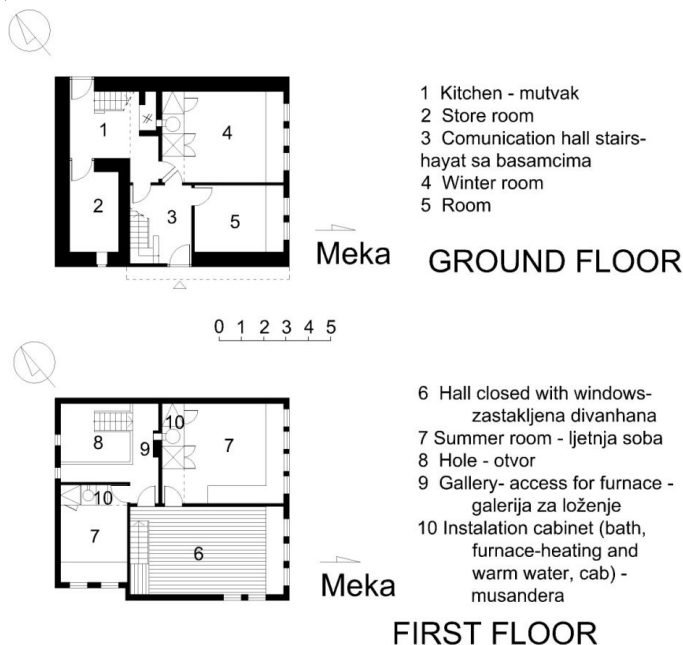 1 Kitchen - mutvak
2 Store room
3 Comunication hall stairs-
hayat sa basamcima
4 Winter room
5 Room
1
4
2
3
5
Meka
GROUND FLOOR
0 1 2 3 4 5
6 Hall closed with windows-
zastakljena divanhana
7 Summer room - ljetnja soba
8 Hole - otvor
9 Gallery- access for furnace -
galerija za loženje
10 Instalation cabinet (bath,
furnace-heating and
warm water, cab) -
musandera
10
8
9
7
10
7
6
Meka
FIRST FLOOR